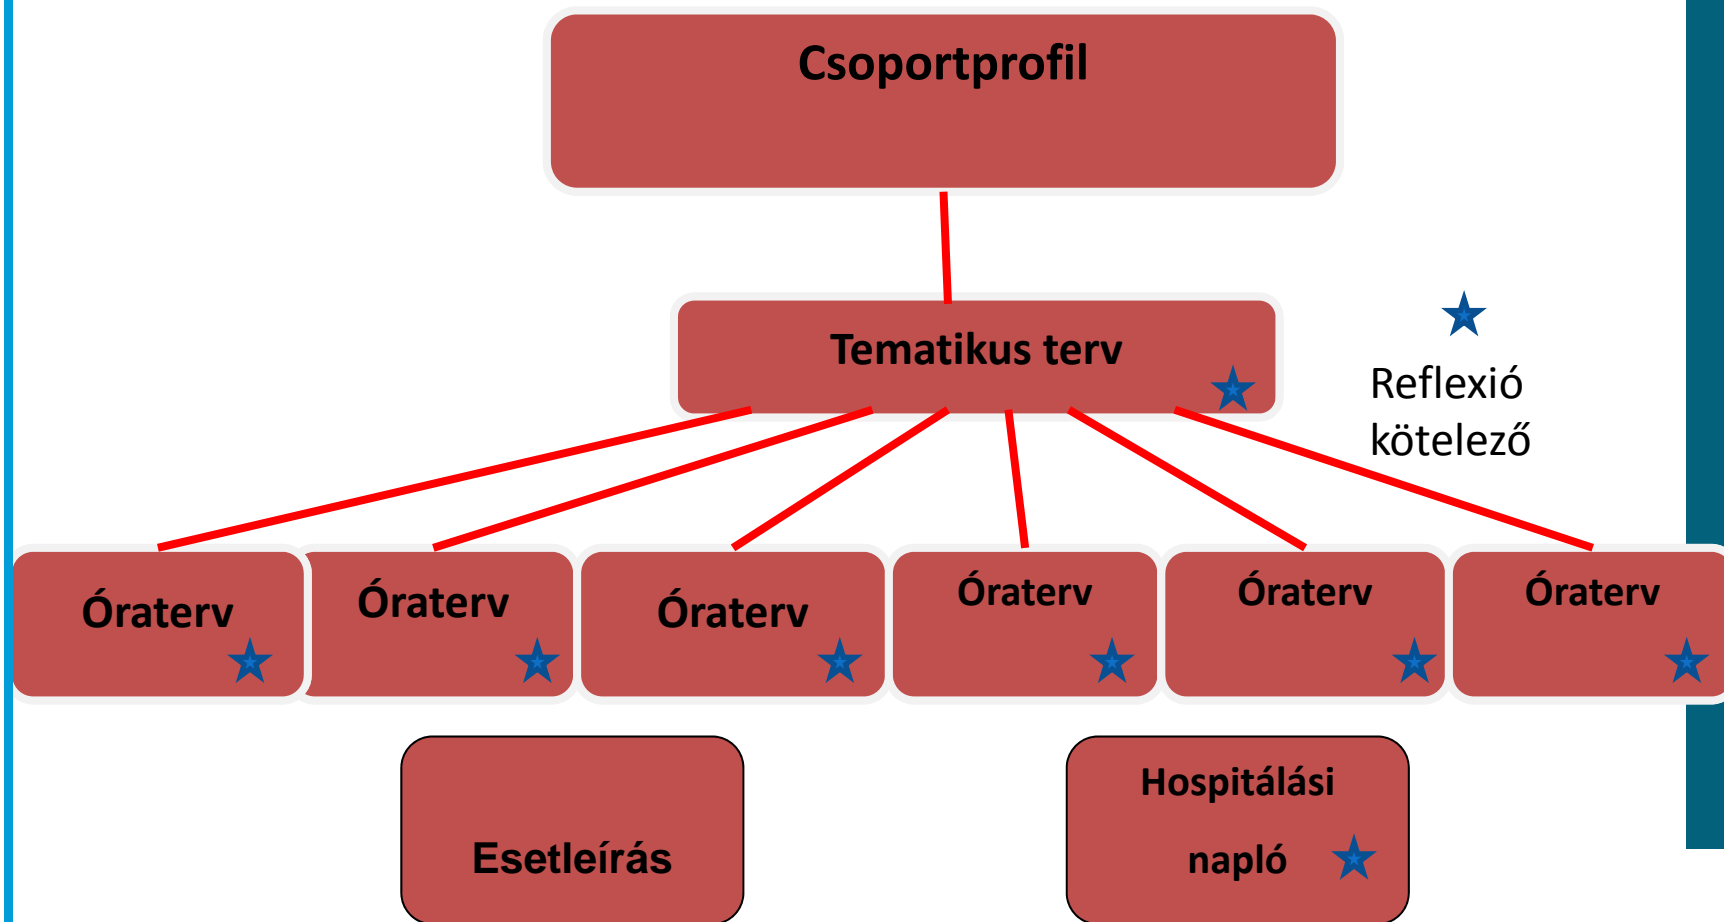 Csoportprofil
Tematikus terv
Reflexió
kötelező
Óraterv
Óraterv
Óraterv
Óraterv
Óraterv
Óraterv
Esetleírás
Hospitálási
napló